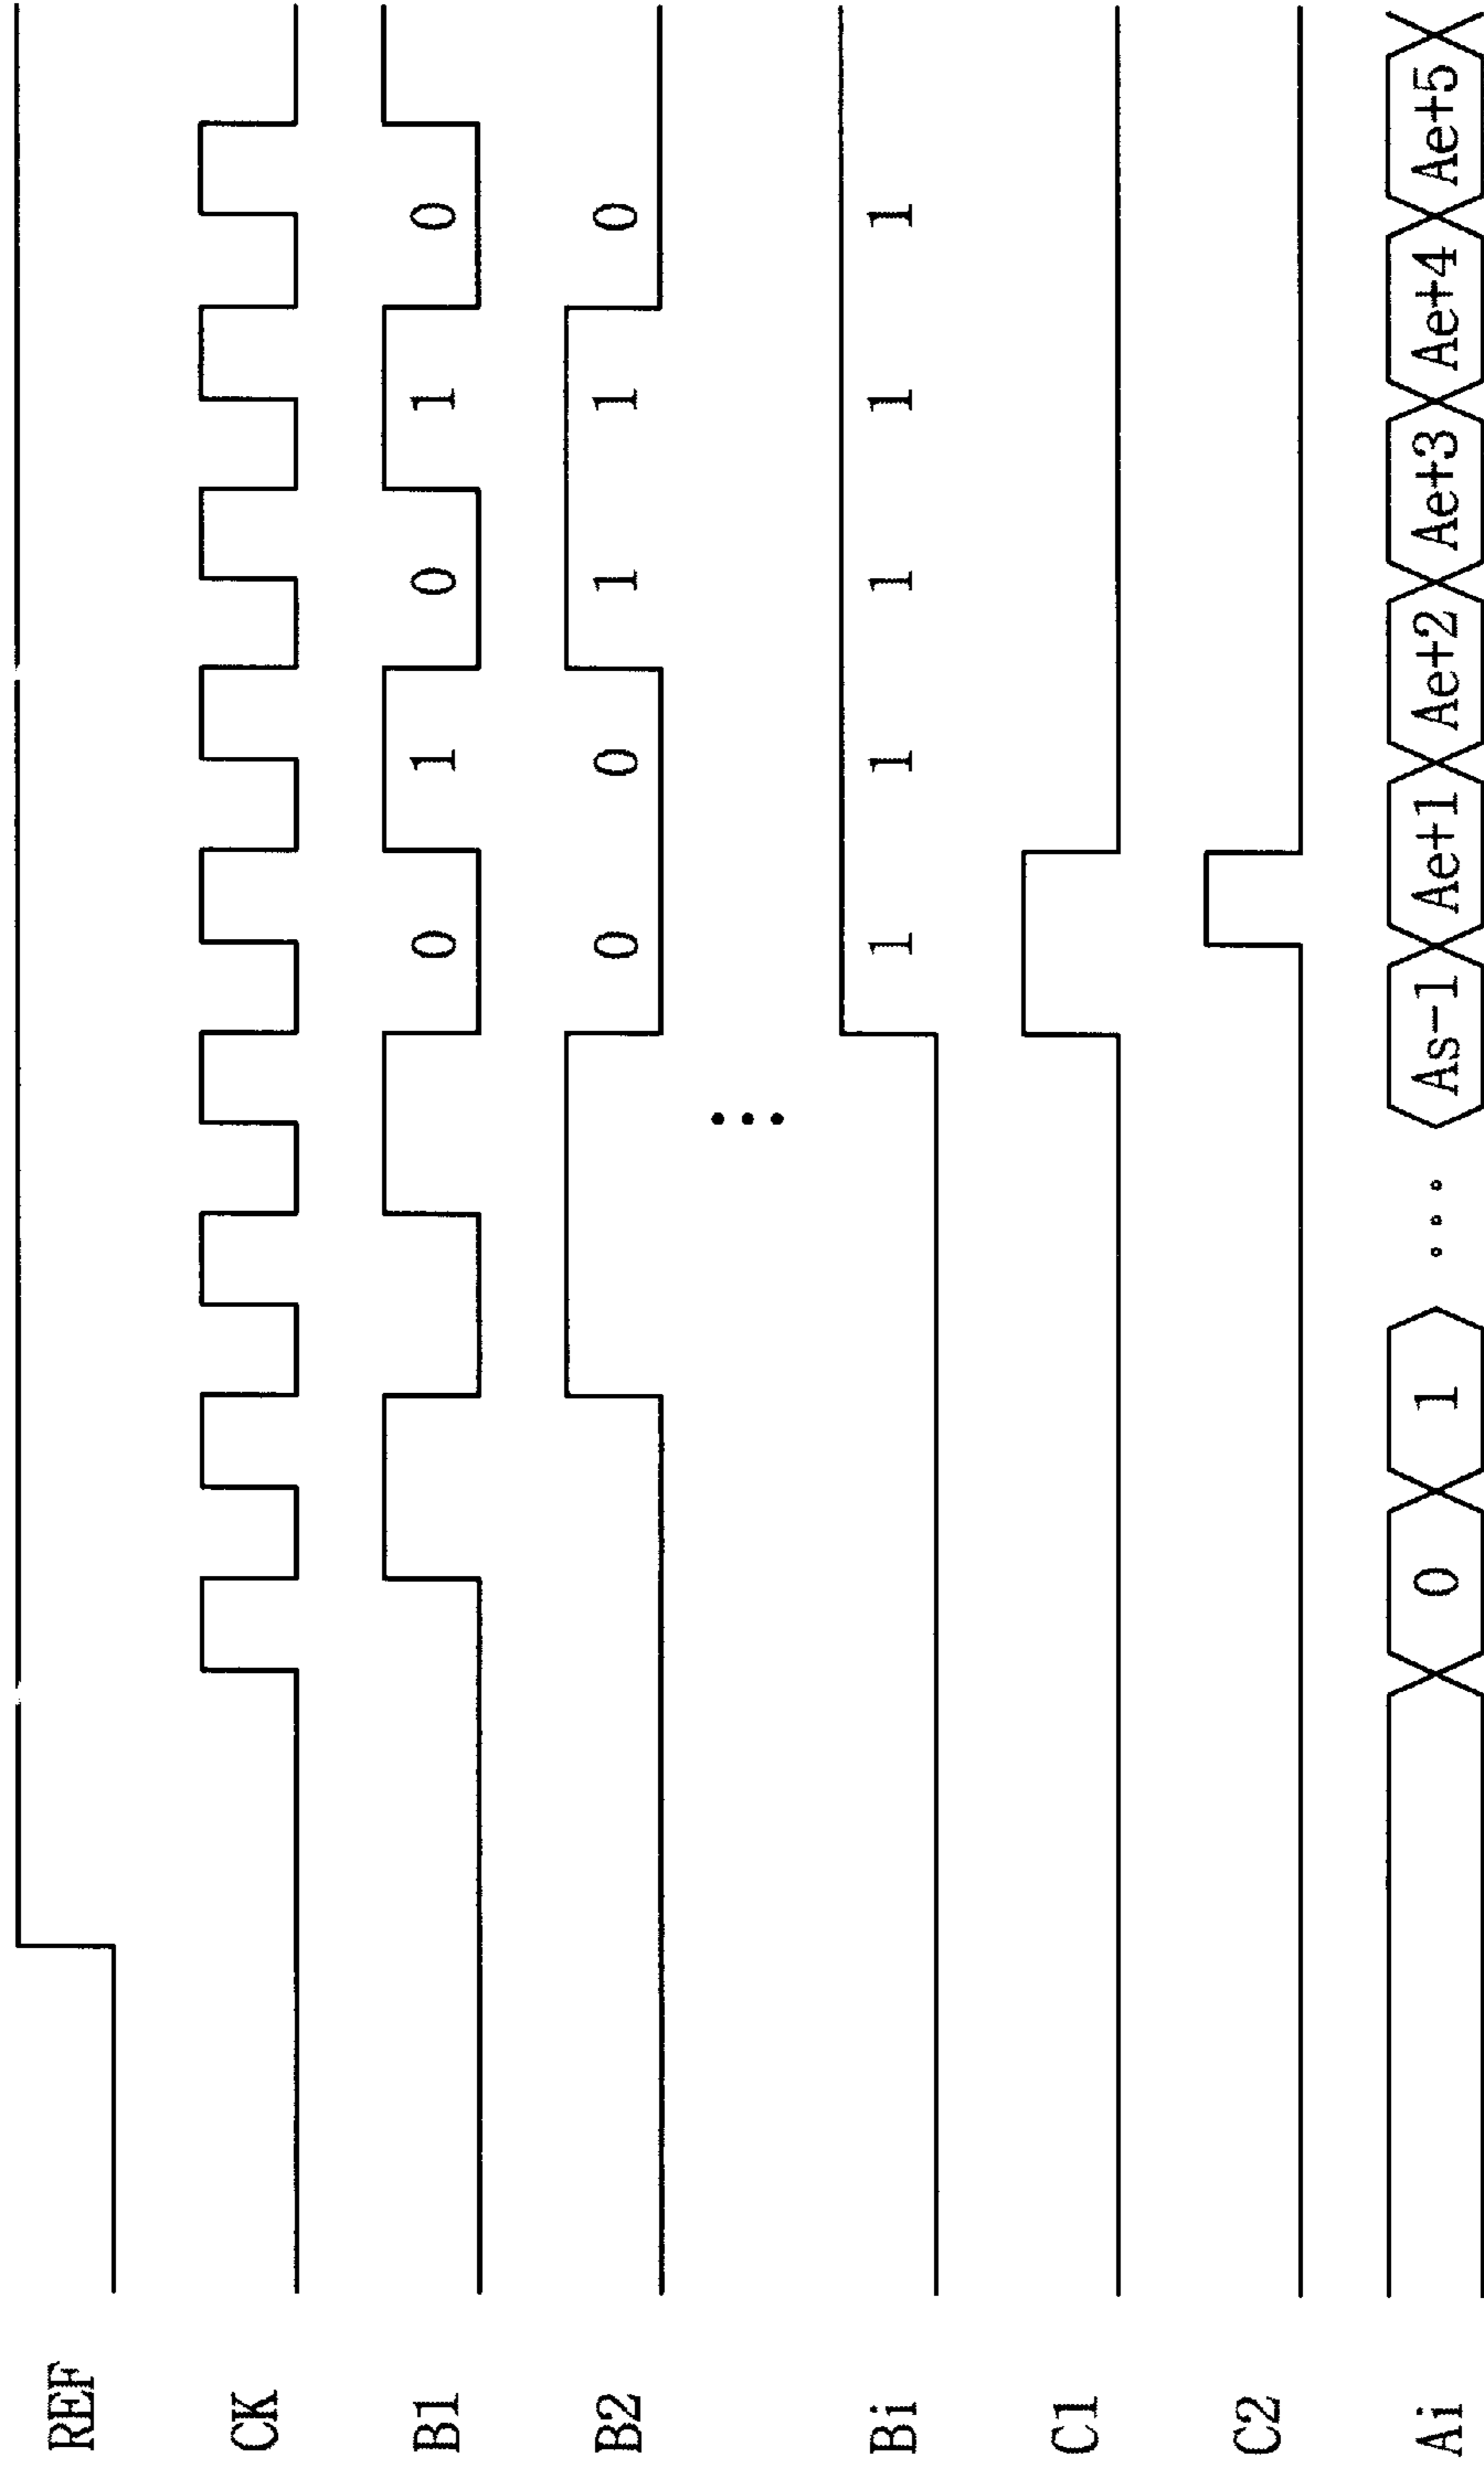 REF
CK
B1 0 1 0 1 0
B2 0 0 1 1 0
...
Bi 1 1 1 1 1
C1
C2
Ai 0 1 ... As-1 Ae+1 Ae+2 Ae+3 Ae+4 Ae+5